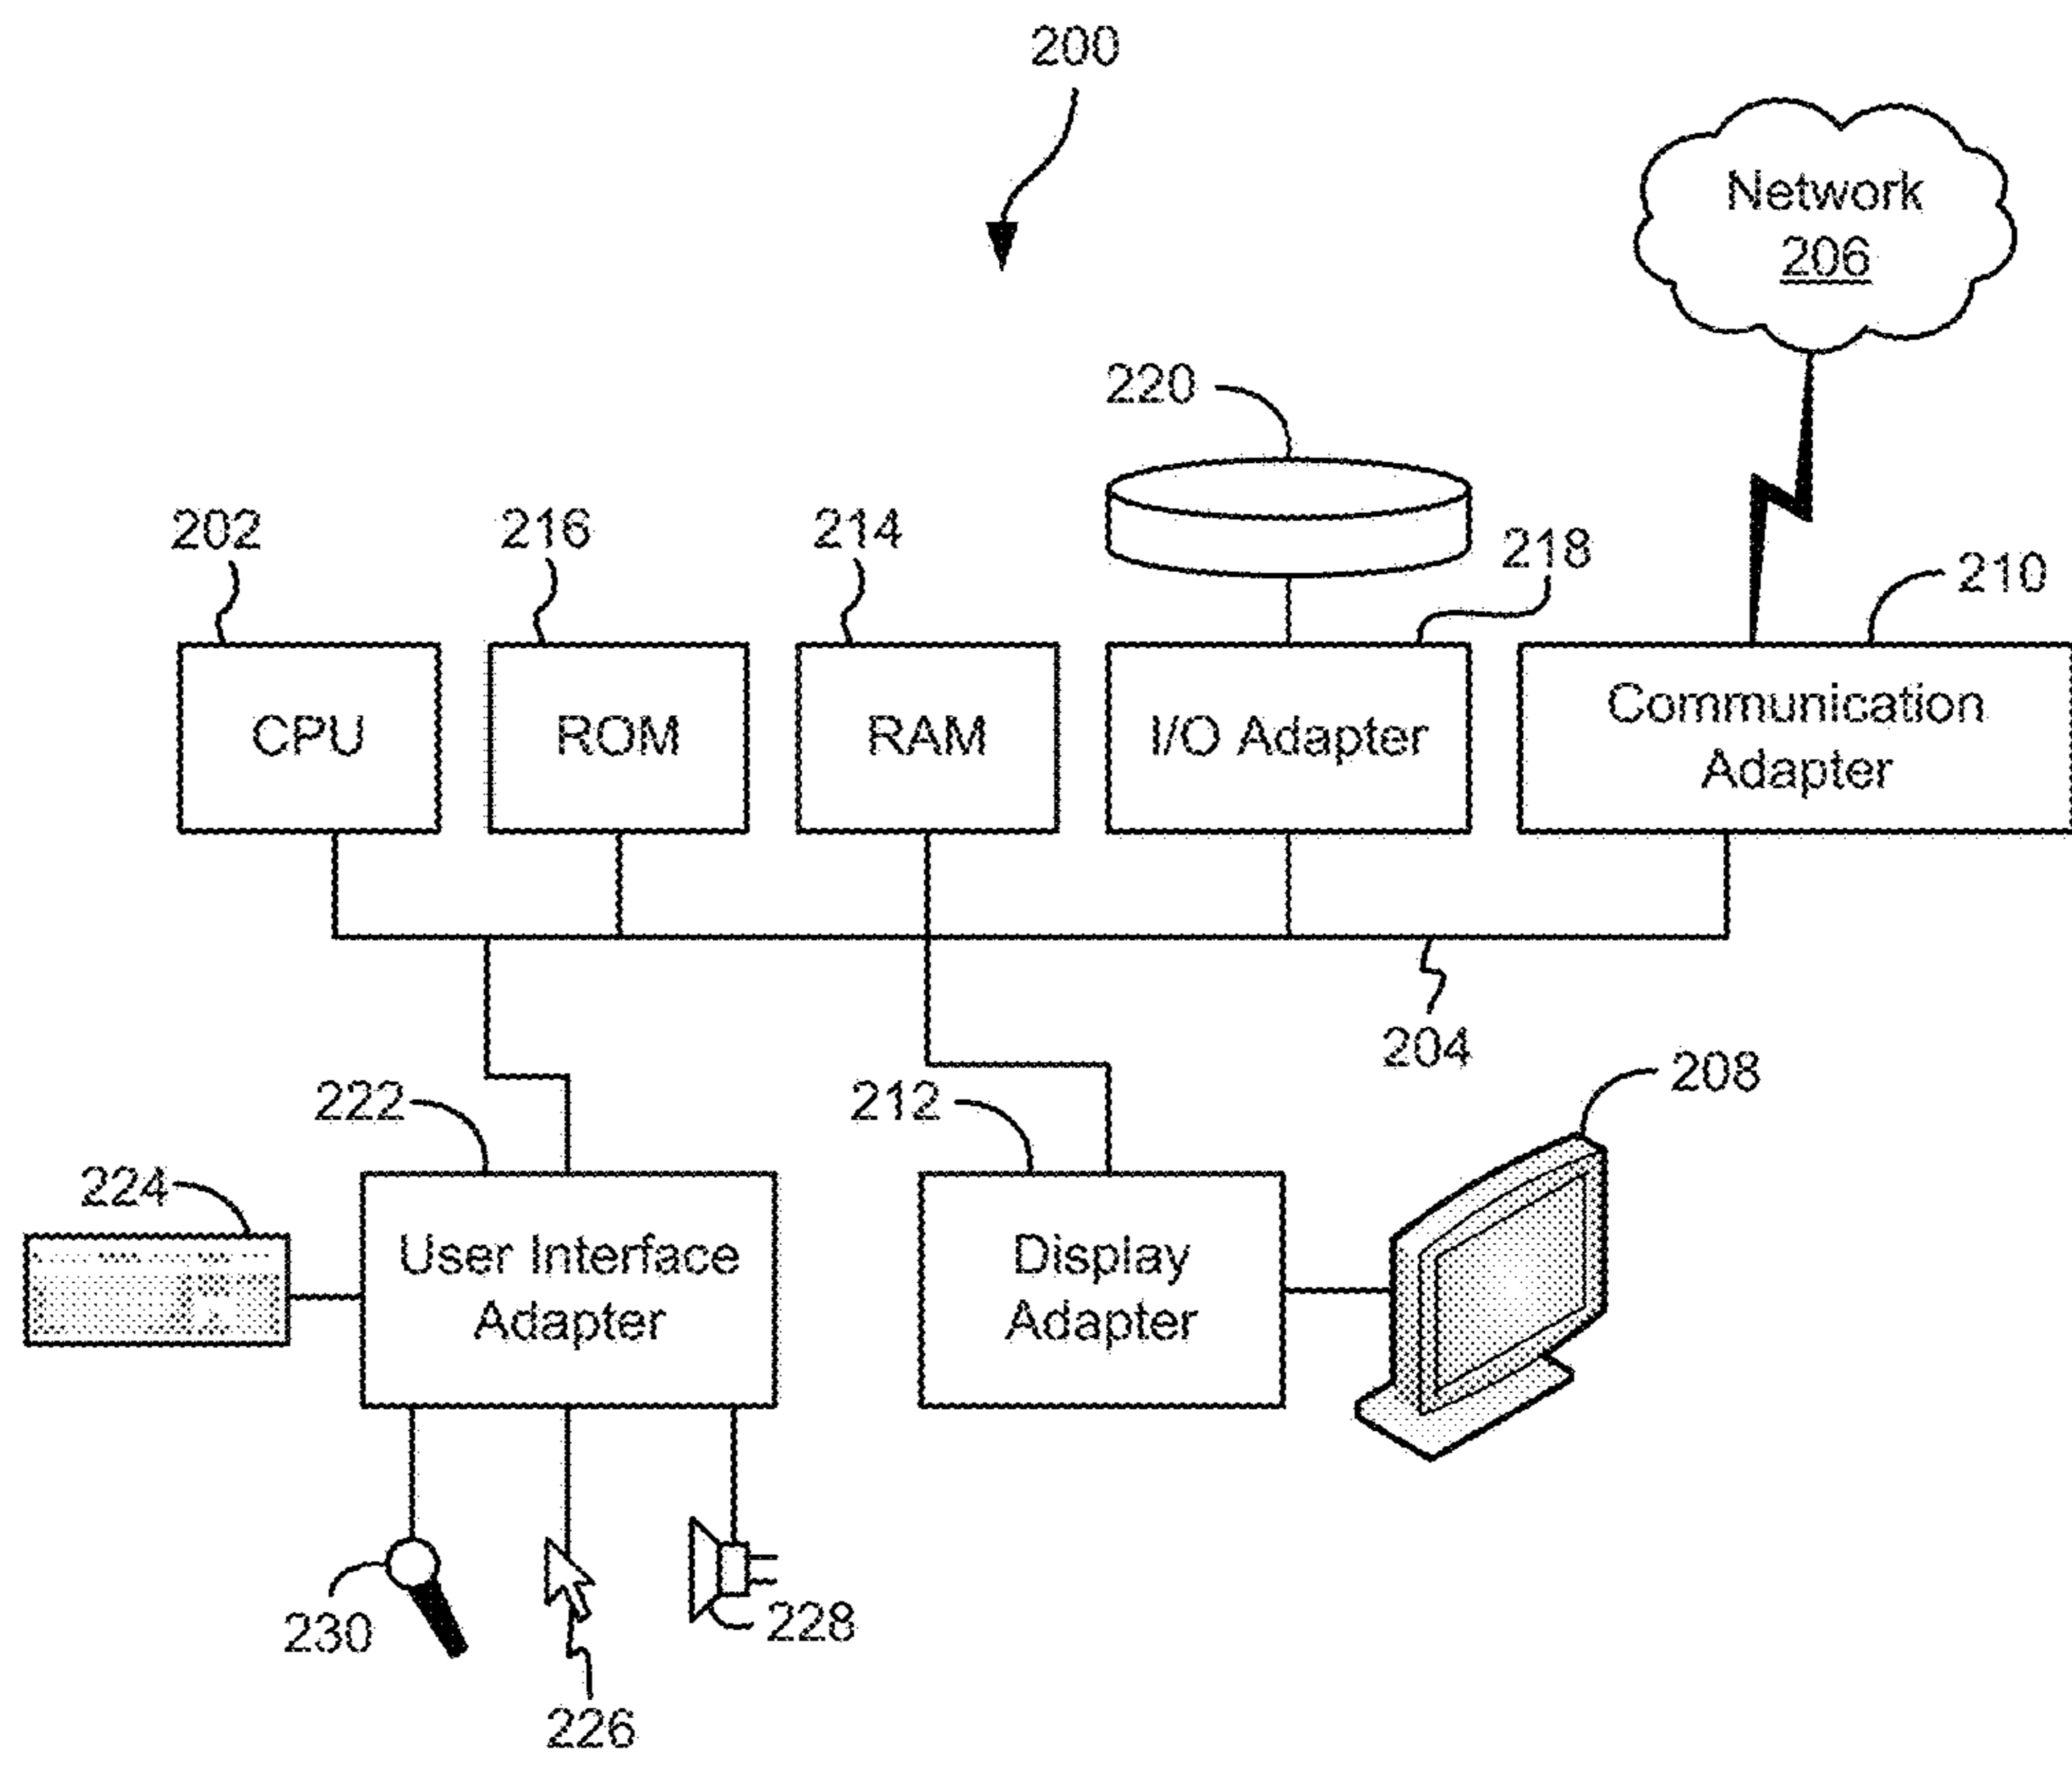 200
Network
206
220
202
216
214
218
210
CPU
ROM
RAM
I/O Adapter
Communication
Adapter
204
208
222
212
224
User Interface
Adapter
Display
Adapter
230
228
226